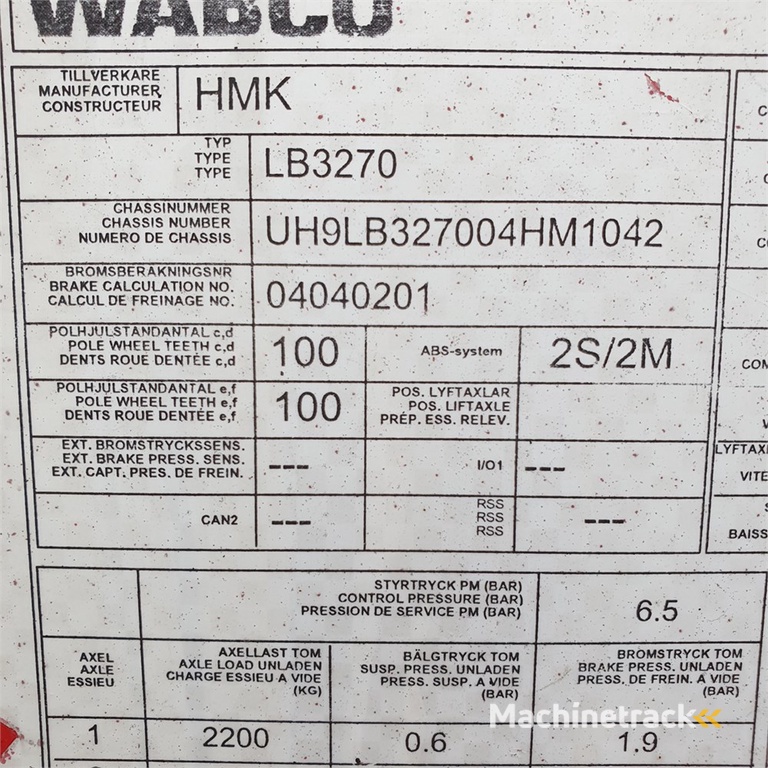 WABCO
TILLVERKARE
MANUFACTURER
CONSTRUCTEUR
HMK
TYP
TYPE
TYPE
LB3270
CHASSINUMMER
CHASSIS NUMBER
NUMERO DE CHASSIS
UH9LB327004HM1042
BROMSBERÄKNINGSNR
BRAKE CALCULATION NO.
CALCUL DE FREINAGE NO.
04040201
POLHJULSTANDANTAL c,d
POLE WHEEL TEETH c,d
DENTS ROUE DENTÉE c,d
100
ABS-system
2S/2M
POLHJULSTANDANTAL e,f
POLE WHEEL TEETH e,f
DENTS ROUE DENTÉE e,f
100
POS. LYFTAXLAR
POS. LIFTAXLE
PRÉP. ESS. RELEV.
EXT. BROMSTRYCKSSENS.
EXT. BRAKE PRESS. SENS.
EXT. CAPT. PRES. DE FREIN.
---
I/O1
---
CAN2
---
RSS
RSS
RSS
---
COM
LYFTAX
VITE
BAISS
STYRTRYCK PM (BAR)
CONTROL PRESSURE (BAR)
PRESSION DE SERVICE PM (BAR)
6.5
AXEL
AXLE
ESSIEU
AXELLAST TOM
AXLE LOAD UNLADEN
CHARGE ESSIEU A VIDE
(KG)
BÄLGTRYCK TOM
SUSP. PRESS. UNLADEN
PRESS. SUSP. A VIDE
(BAR)
BROMSTRYCK TOM
BRAKE PRESS. UNLADEN
PRESS. DE FREIN. A VIDE
(BAR)
1
2200
0.6
1.9
Machinetrack